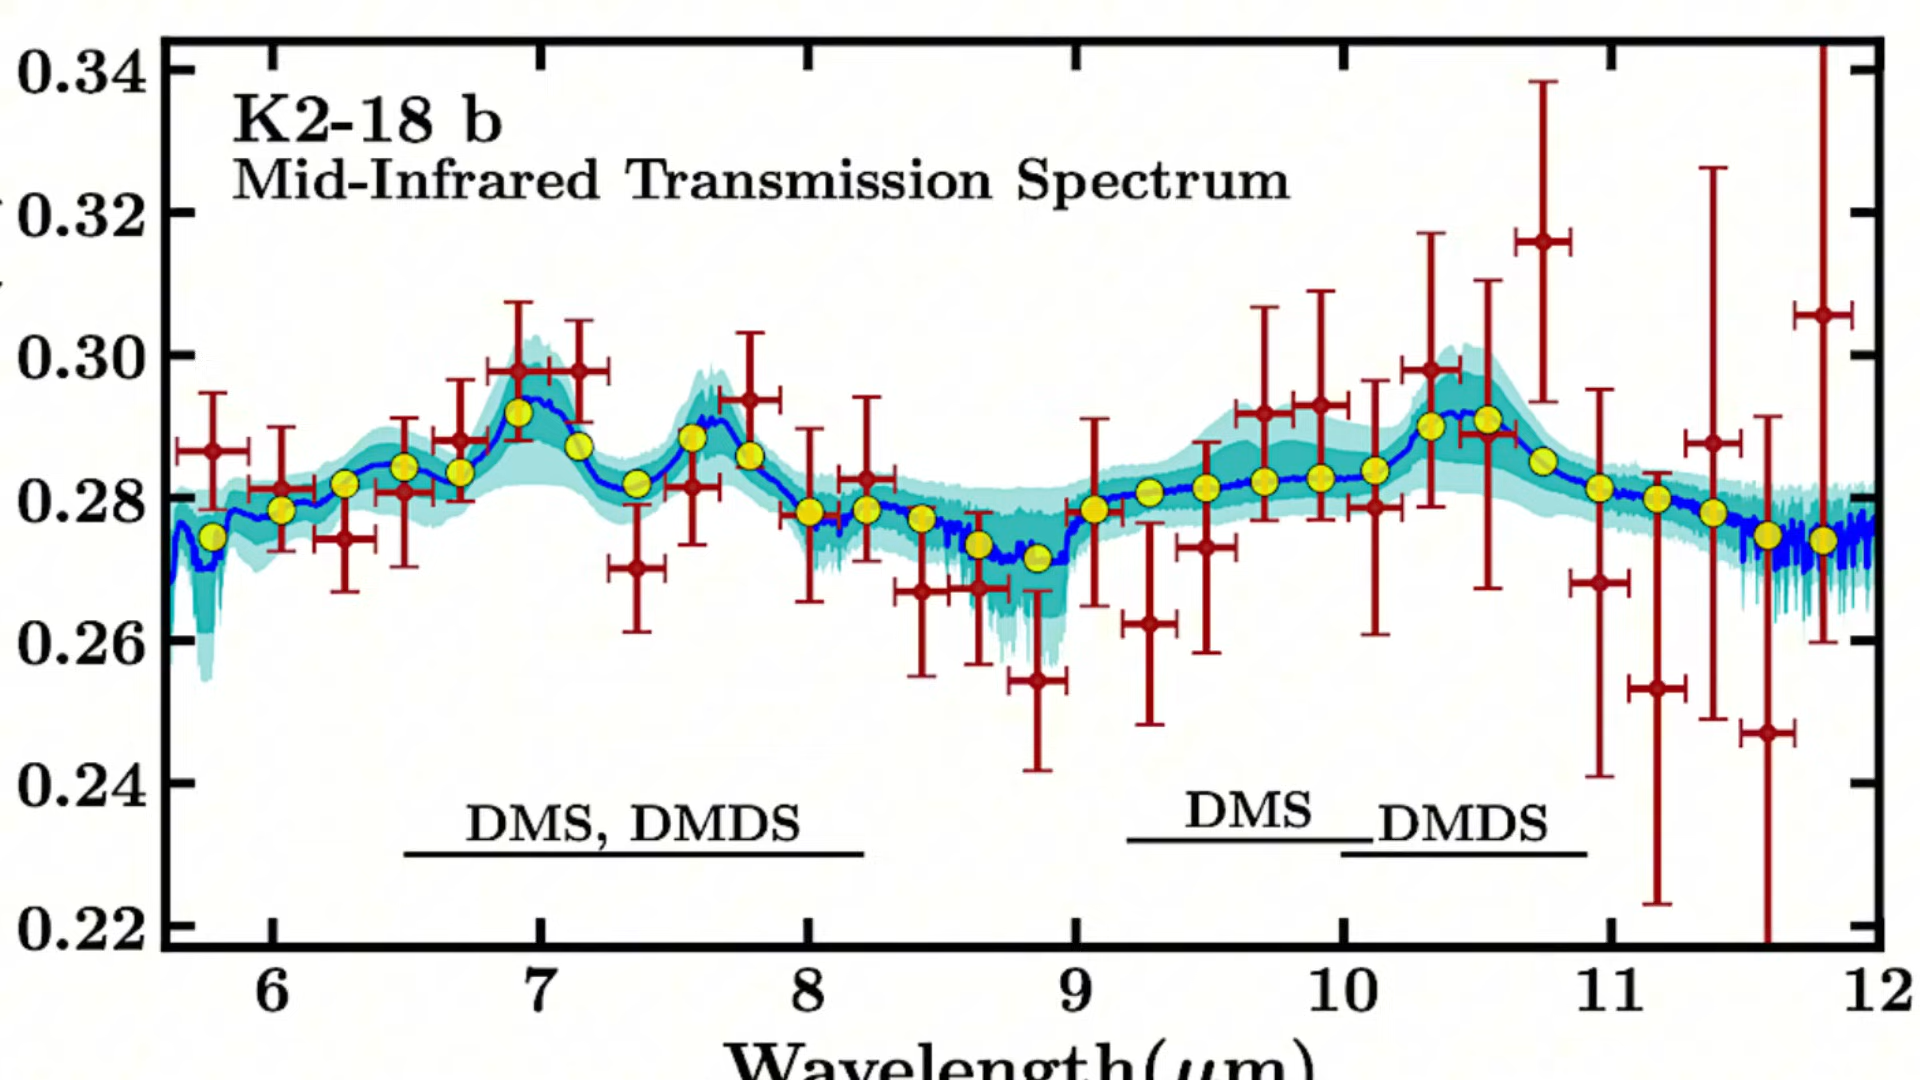 K2-18 b
Mid-Infrared Transmission Spectrum
0.34
0.32
0.30
0.28
0.26
0.24
0.22
DMS, DMDS
DMS
DMDS
6 7 8 9 10 11 12
Wavelength(μm)